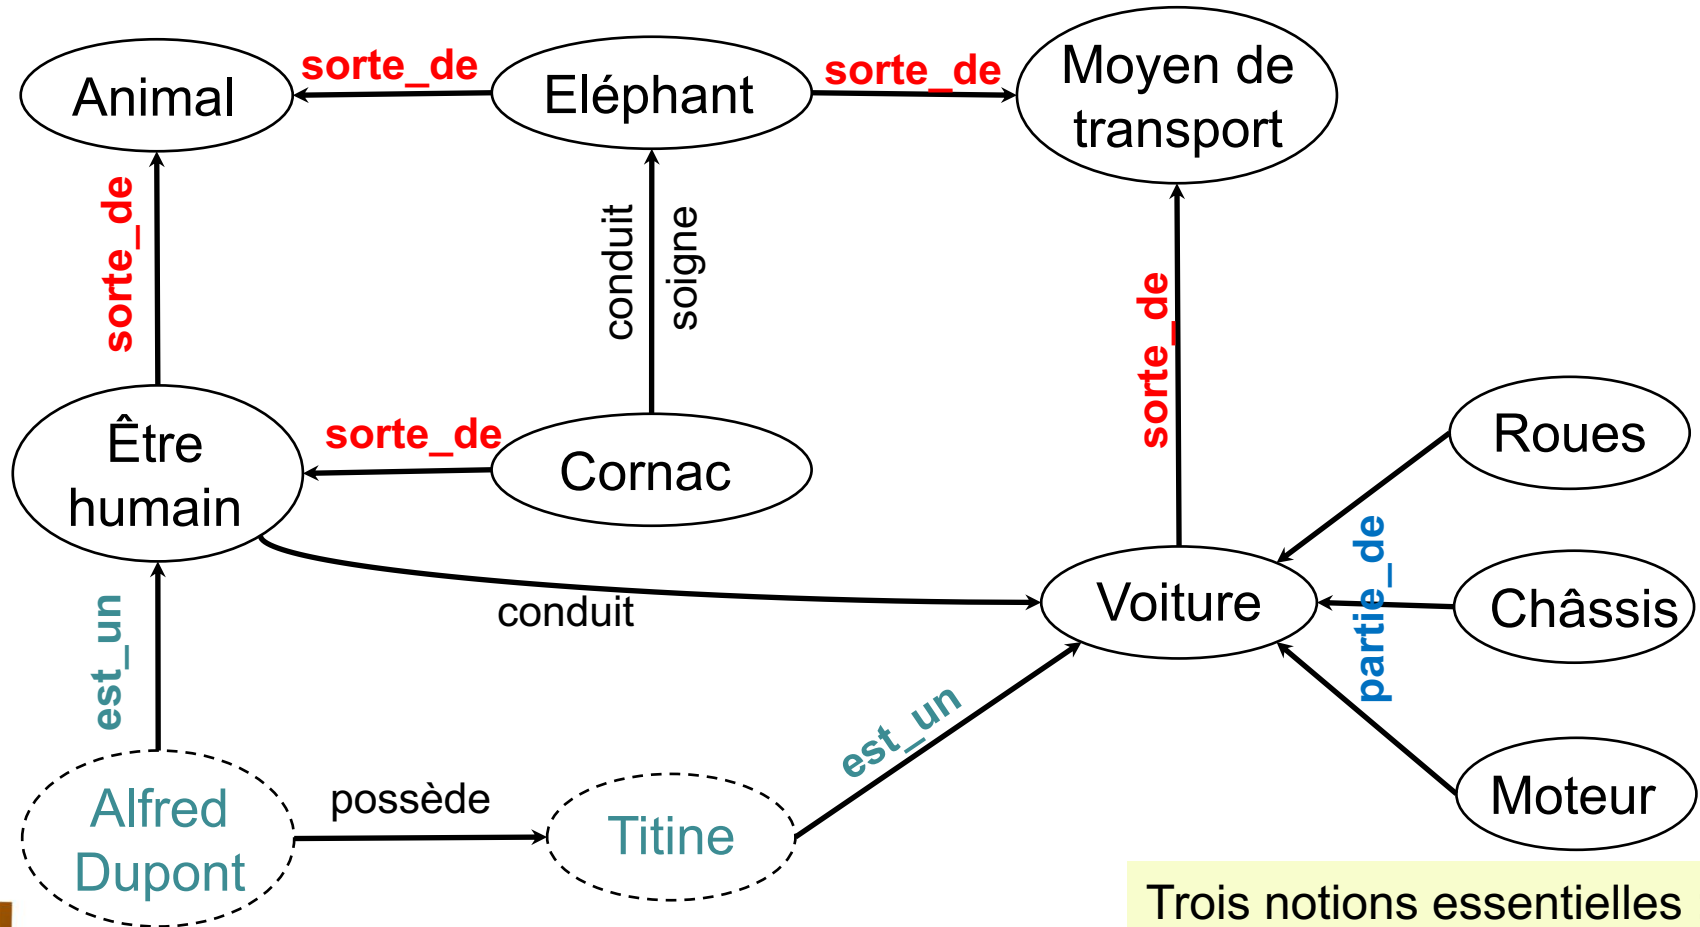 Animal
sorte_de
Eléphant
sorte_de
Moyen de
transport
sorte_de
conduit
soigne
sorte_de
Être
humain
sorte_de
Cornac
Roues
partie_de
Voiture
Châssis
conduit
est_un
est_un
Moteur
Alfred
Dupont
possède
Titine
Trois notions essentielles